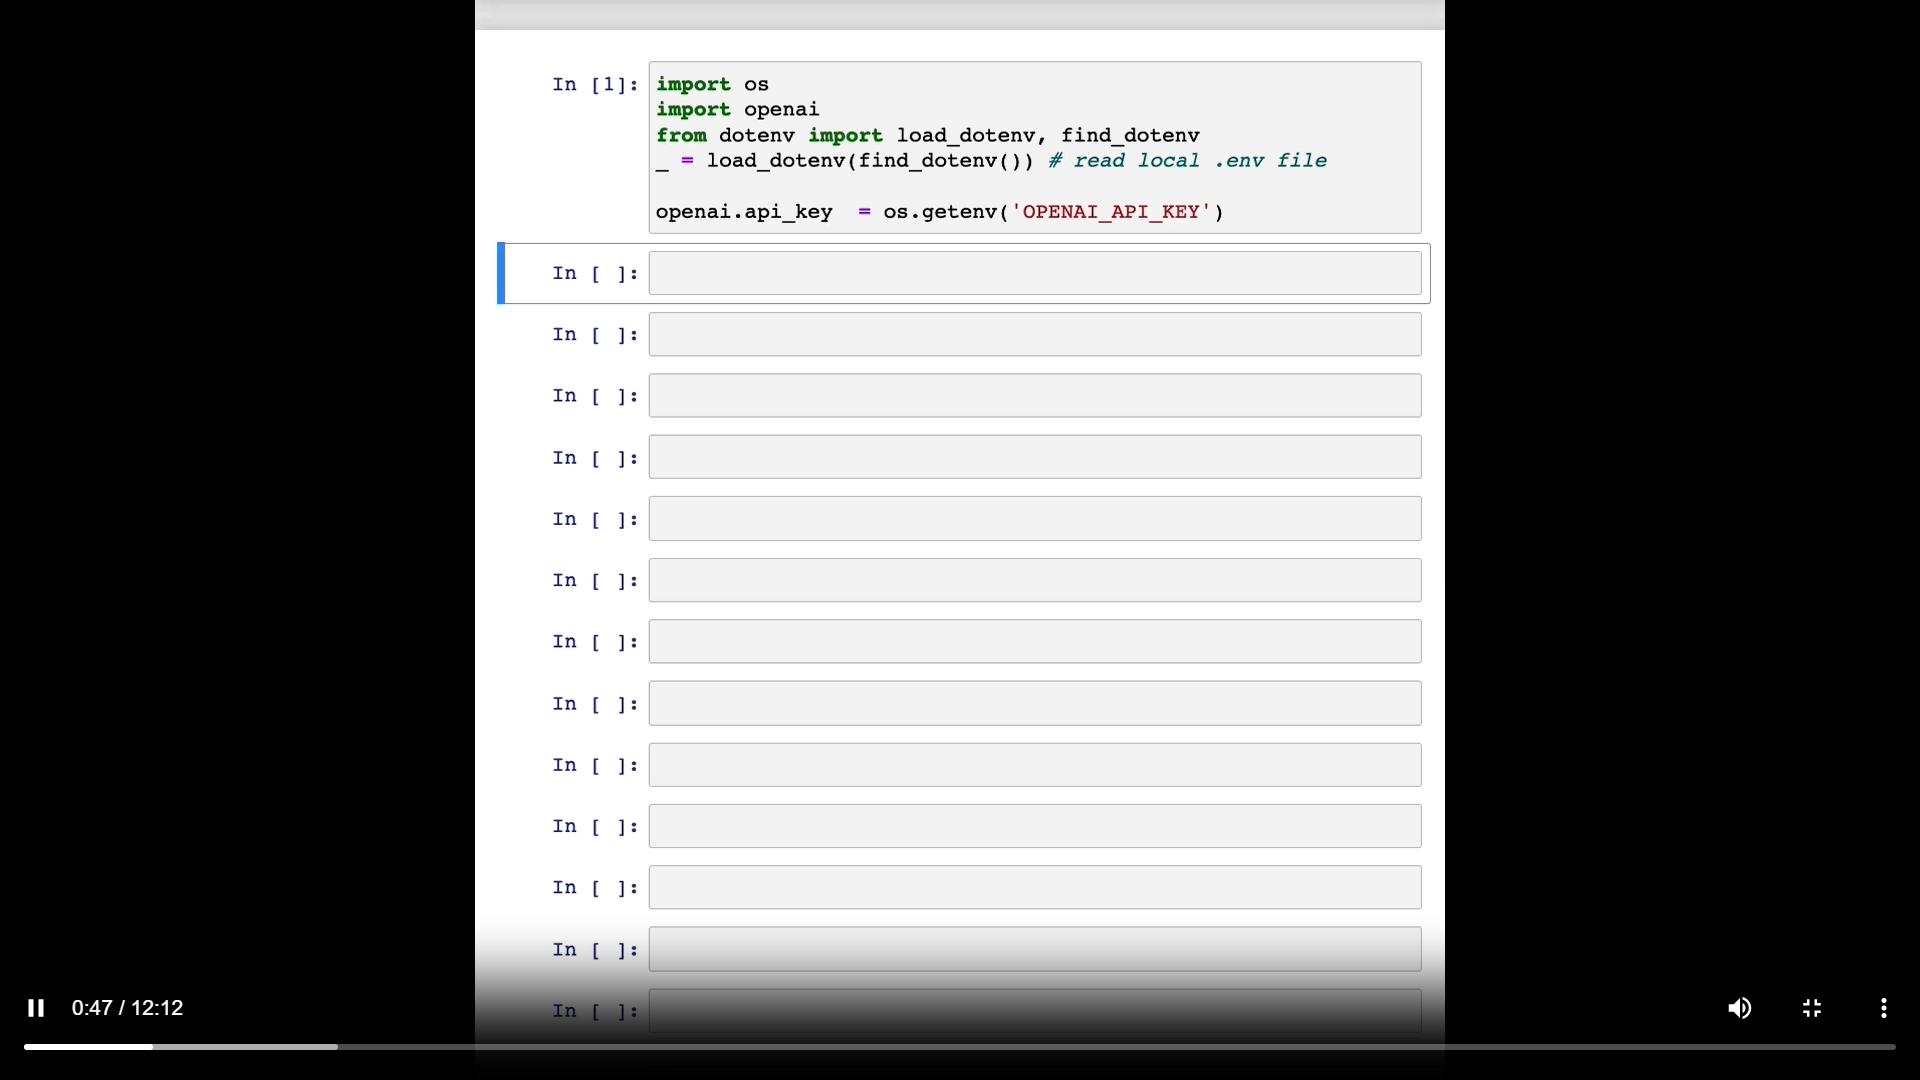 In [1]: import os
import openai
from dotenv import load_dotenv, find_dotenv
_ = load_dotenv(find_dotenv()) # read local .env file
openai.api_key  = os.getenv('OPENAI_API_KEY')
In [ ]:
In [ ]:
In [ ]:
In [ ]:
In [ ]:
In [ ]:
In [ ]:
In [ ]:
In [ ]:
In [ ]:
In [ ]:
In [ ]:
In [ ]:
0:47 / 12:12